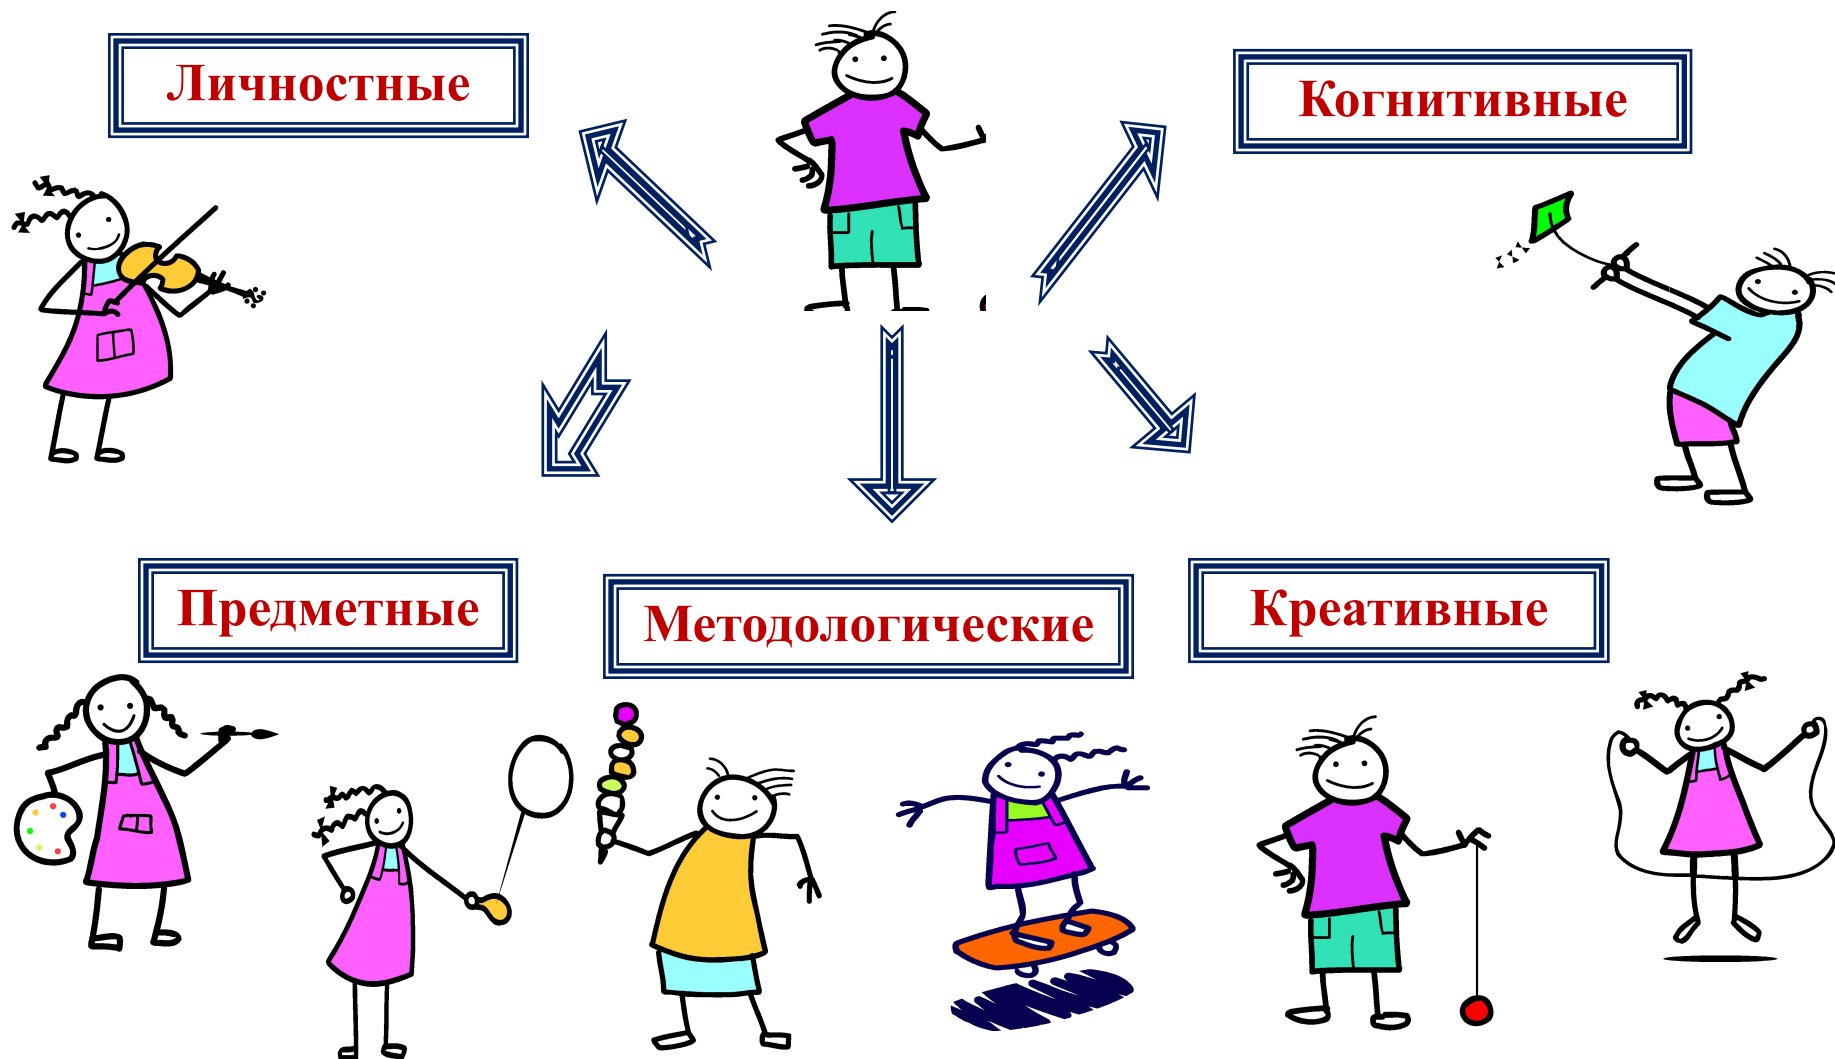 Личностные
Когнитивные
Предметные
Методологические
Креативные